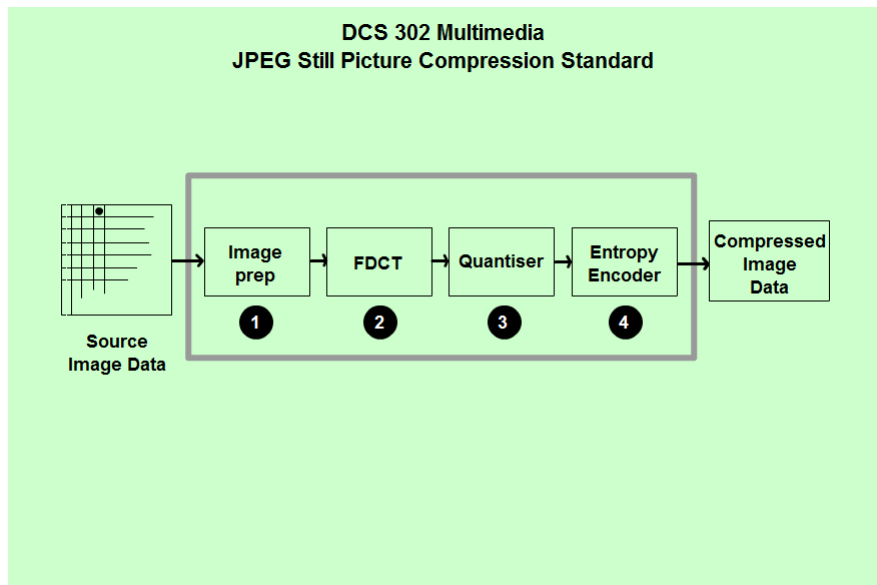 DCS 302 Multimedia
JPEG Still Picture Compression Standard
Source
Image Data
Image
prep
1
FDCT
2
Quantiser
3
Entropy
Encoder
4
Compressed
Image
Data